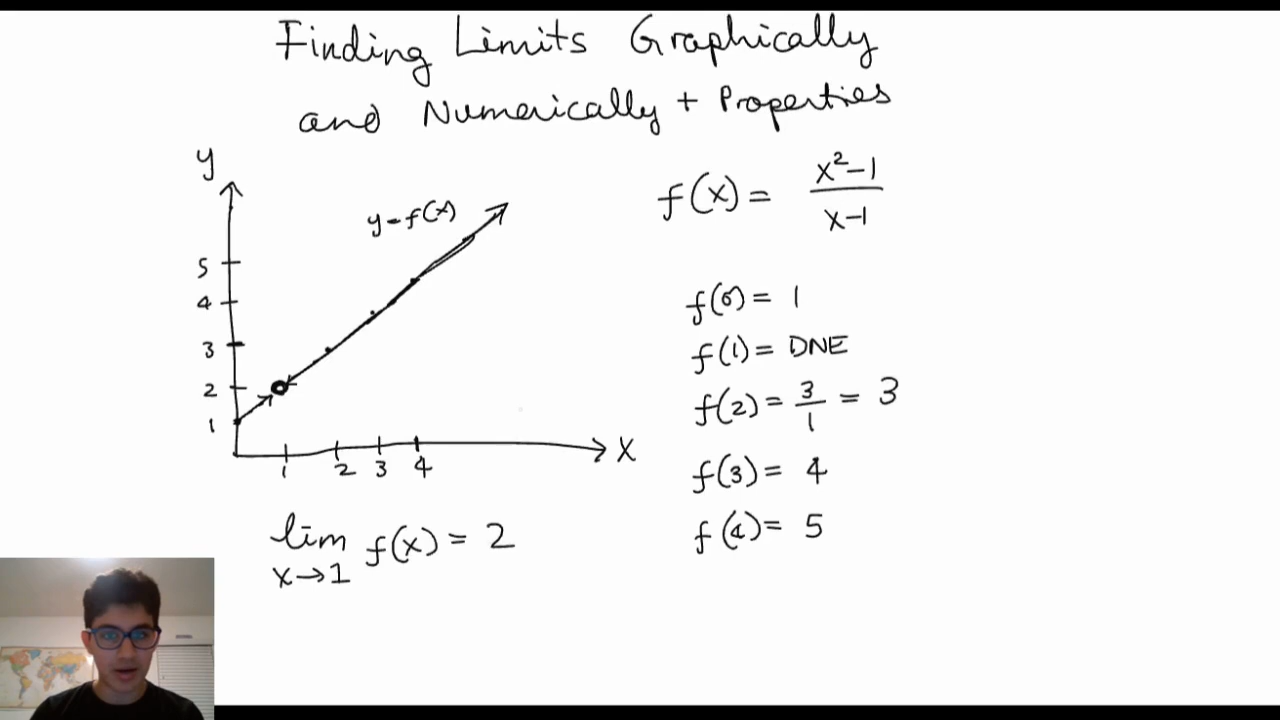 Finding Limits Graphically
and Numerically + Properties
y
y=f(x)
5
4
3
2
1
1 2 3 4
x
lim f(x) = 2
x→1
f(x) = x²-1
x-1
f(0) = 1
f(1) = DNE
f(2) = 3/1 = 3
f(3) = 4
f(4) = 5